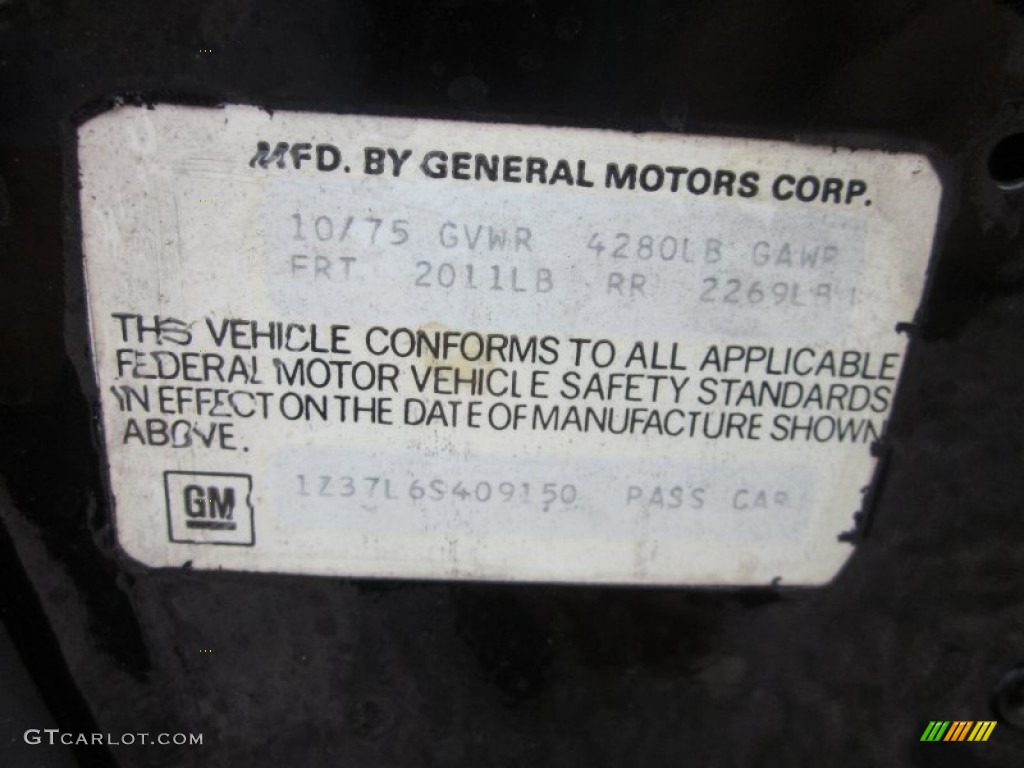 MFD. BY GENERAL MOTORS CORP.
10/75 GVWR 4280LB GAWR
FRT 2011LB RR 2269LB
THIS VEHICLE CONFORMS TO ALL APPLICABLE
FEDERAL MOTOR VEHICLE SAFETY STANDARDS
IN EFFECT ON THE DATE OF MANUFACTURE SHOWN
ABOVE.
GM
1Z37L6S409150 PASS CAR
GTCARLOT.COM